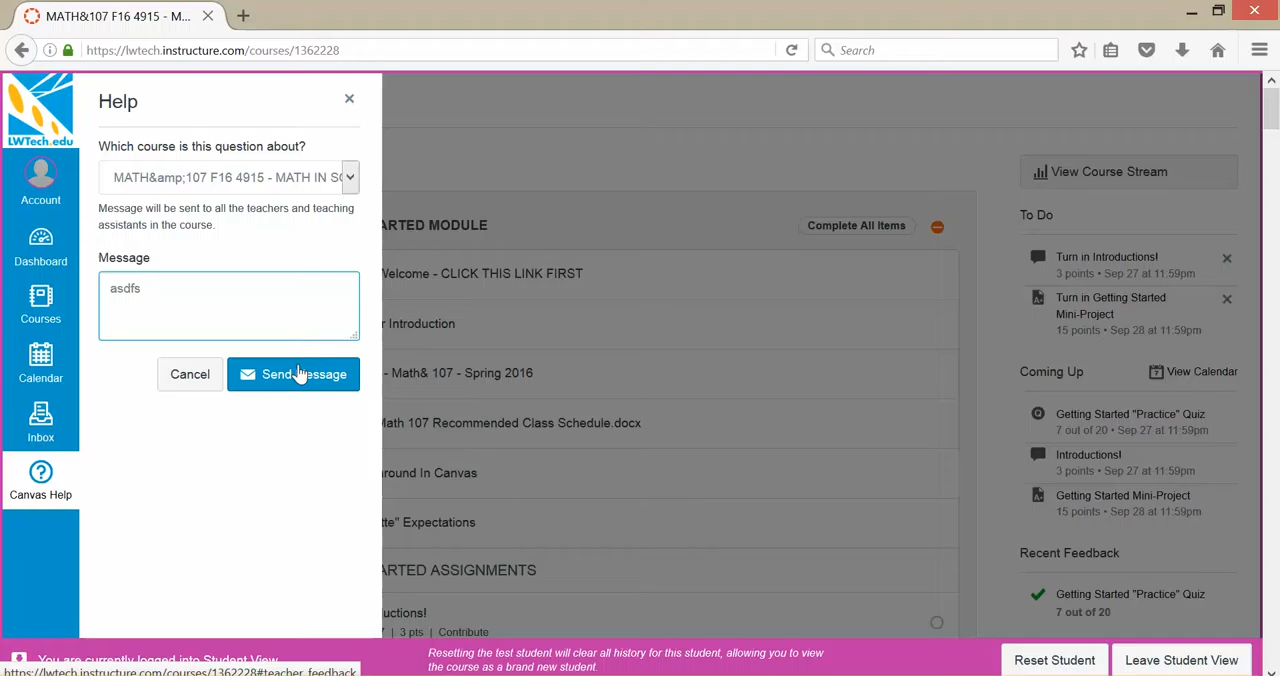 MATH&107 F16 4915 - M...
https://lwtech.instructure.com/courses/1362228
Search
LWTech.edu
Account
Dashboard
Courses
Calendar
Inbox
Canvas Help
Help
Which course is this question about?
MATH&amp;107 F16 4915 - MATH IN SO
Message will be sent to all the teachers and teaching
assistants in the course.
Message
asdfs
Cancel
Send Message
ARTED MODULE
Complete All Items
Welcome - CLICK THIS LINK FIRST
r Introduction
- Math& 107 - Spring 2016
Math 107 Recommended Class Schedule.docx
around In Canvas
tte" Expectations
ARTED ASSIGNMENTS
uctions!
| 3 pts | Contribute
View Course Stream
To Do
Turn in Introductions!
3 points • Sep 27 at 11:59pm
Turn in Getting Started
Mini-Project
15 points • Sep 28 at 11:59pm
Coming Up
View Calendar
Getting Started "Practice" Quiz
7 out of 20 • Sep 27 at 11:59pm
Introductions!
3 points • Sep 27 at 11:59pm
Getting Started Mini-Project
15 points • Sep 28 at 11:59pm
Recent Feedback
Getting Started "Practice" Quiz
7 out of 20
You are currently logged into Student View
Resetting the test student will clear all history for this student, allowing you to view
the course as a brand new student.
Reset Student
Leave Student View
https://lwtech.instructure.com/courses/1362228#teacher_feedback